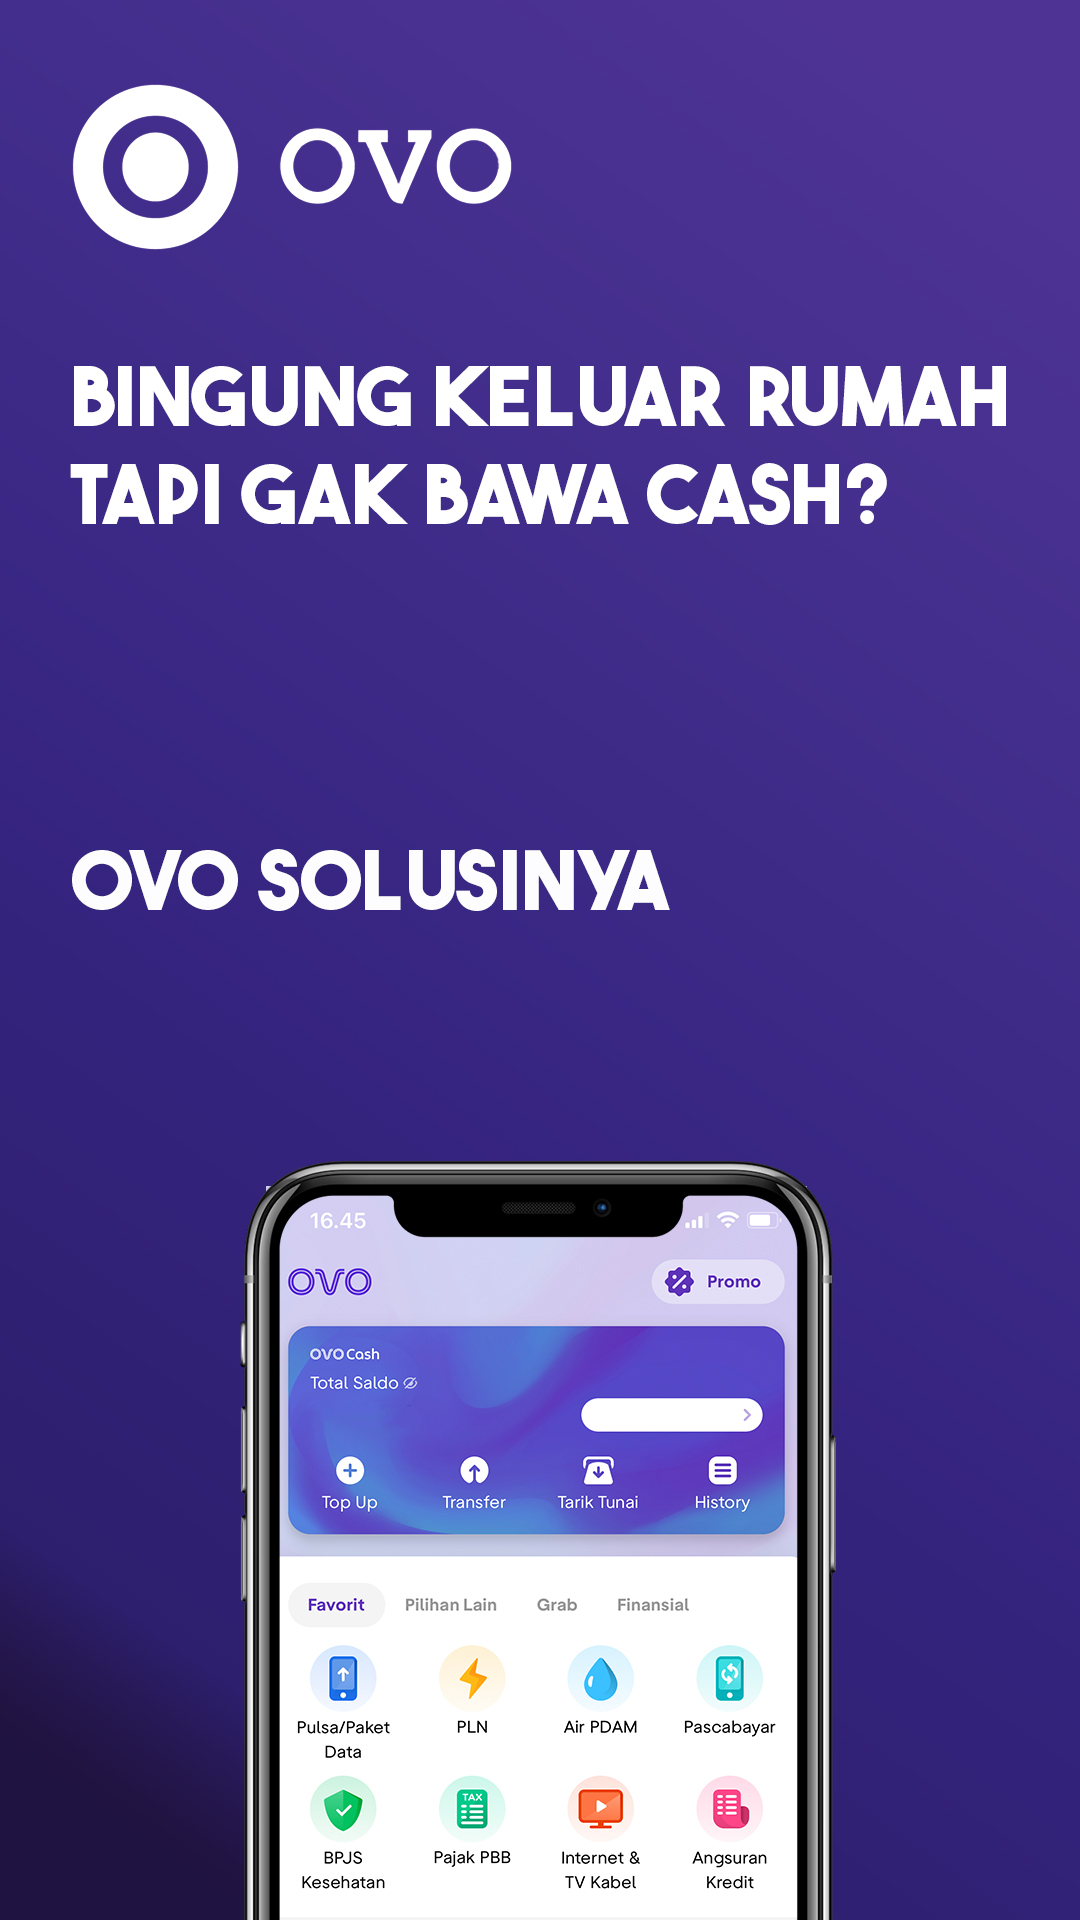 OVO
BINGUNG KELUAR RUMAH
TAPI GAK BAWA CASH?
OVO SOLUSINYA
16.45
OVO
Promo
OVO Cash
Total Saldo
Top Up
Transfer
Tarik Tunai
History
Favorit
Pilihan Lain
Grab
Finansial
Pulsa/Paket
Data
PLN
Air PDAM
Pascabayar
TAX
BPJS
Kesehatan
Pajak PBB
Internet &
TV Kabel
Angsuran
Kredit